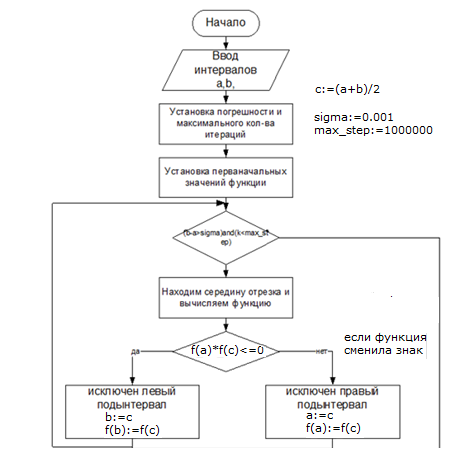 Начало
Ввод
интервалов
a,b,
c:=(a+b)/2
Установка погрешности и
максимального кол-ва
итераций
sigma:=0.001
max_step:=1000000
Установка перваначальных
значений функции
(b-a>sigma)and(k<max_st
ep)
Находим середину отрезка и
вычисляем функцию
если функция
сменила знак
f(a)*f(c)<=0
да
нет
исключен левый
подынтервал
b:=c
f(b):=f(c)
исключен правый
подынтервал
a:=c
f(a):=f(c)